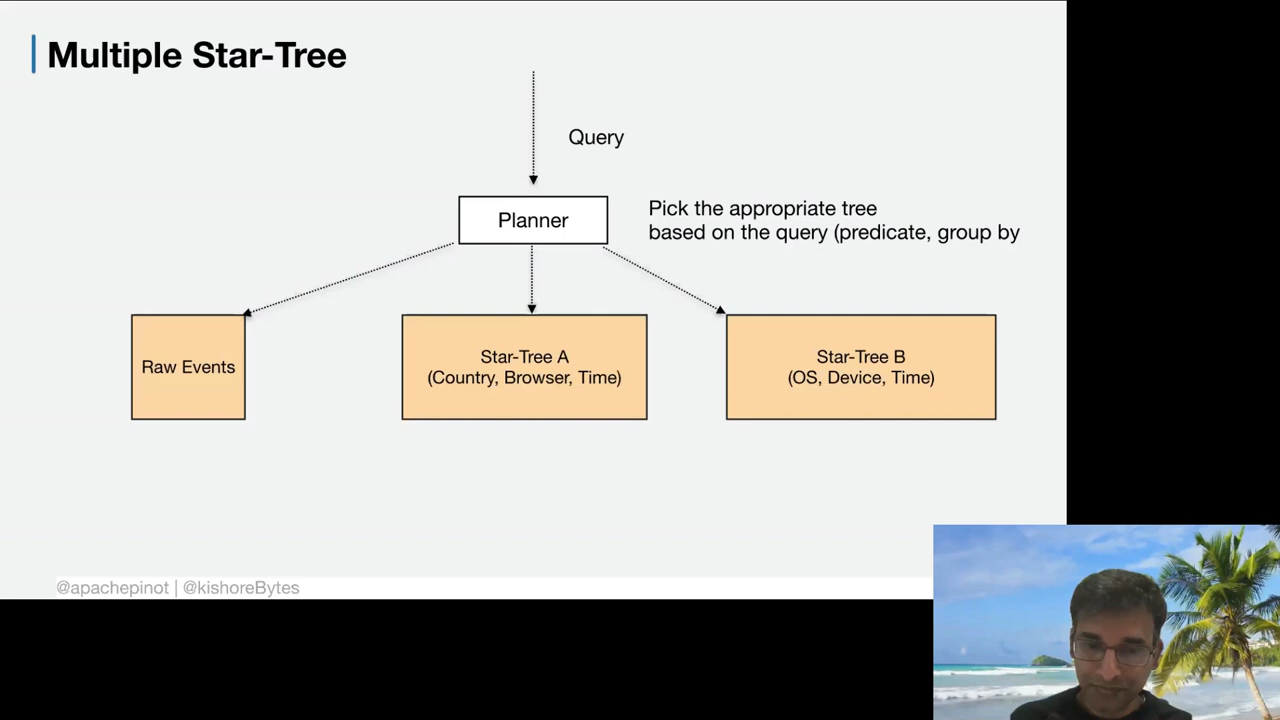 Multiple Star-Tree
Query
Planner
Pick the appropriate tree
based on the query (predicate, group by
Raw Events
Star-Tree A
(Country, Browser, Time)
Star-Tree B
(OS, Device, Time)
@apachepinot | @kishoreBytes